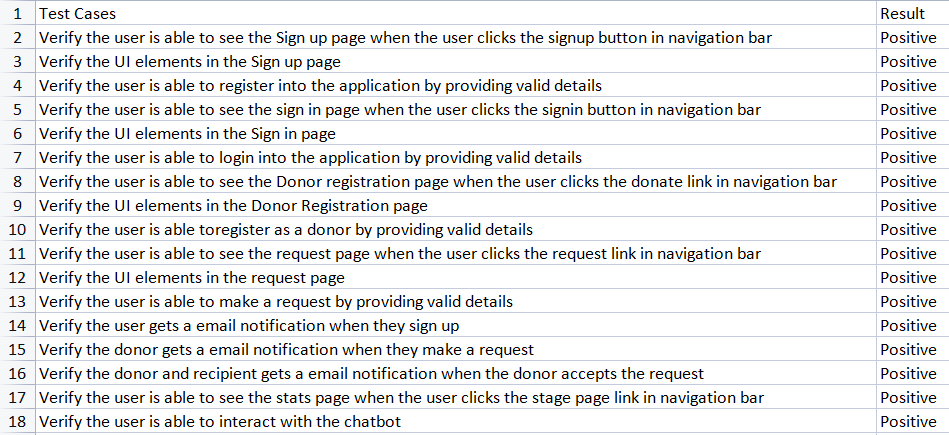 1 Test Cases Result
2 Verify the user is able to see the Sign up page when the user clicks the signup button in navigation bar Positive
3 Verify the UI elements in the Sign up page Positive
4 Verify the user is able to register into the application by providing valid details Positive
5 Verify the user is able to see the sign in page when the user clicks the signin button in navigation bar Positive
6 Verify the UI elements in the Sign in page Positive
7 Verify the user is able to login into the application by providing valid details Positive
8 Verify the user is able to see the Donor registration page when the user clicks the donate link in navigation bar Positive
9 Verify the UI elements in the Donor Registration page Positive
10 Verify the user is able toregister as a donor by providing valid details Positive
11 Verify the user is able to see the request page when the user clicks the request link in navigation bar Positive
12 Verify the UI elements in the request page Positive
13 Verify the user is able to make a request by providing valid details Positive
14 Verify the user gets a email notification when they sign up Positive
15 Verify the donor gets a email notification when they make a request Positive
16 Verify the donor and recipient gets a email notification when the donor accepts the request Positive
17 Verify the user is able to see the stats page when the user clicks the stage page link in navigation bar Positive
18 Verify the user is able to interact with the chatbot Positive